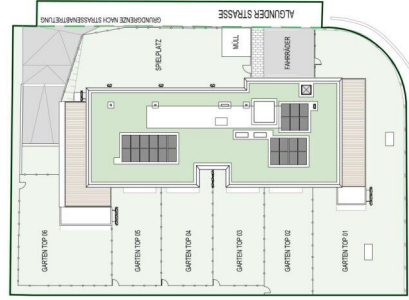 ALGUNDER STRASSE
GRUNDGRENZE NACH STRASSENABTRETUNG
SPIELPLATZ
MÜLL
FAHRRÄDER
GARTEN TOP 06
GARTEN TOP 05
GARTEN TOP 04
GARTEN TOP 03
GARTEN TOP 02
GARTEN TOP 01